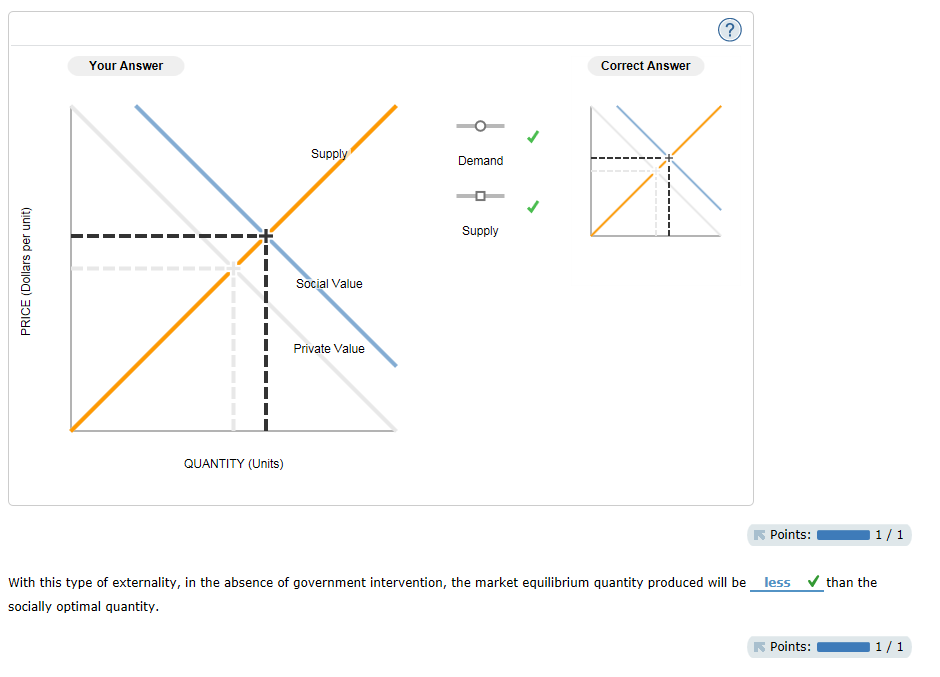 ?
Your Answer
Correct Answer
Supply
Demand
Supply
PRICE (Dollars per unit)
Social Value
Private Value
QUANTITY (Units)
Points: 1 / 1
With this type of externality, in the absence of government intervention, the market equilibrium quantity produced will be less than the
socially optimal quantity.
Points: 1 / 1